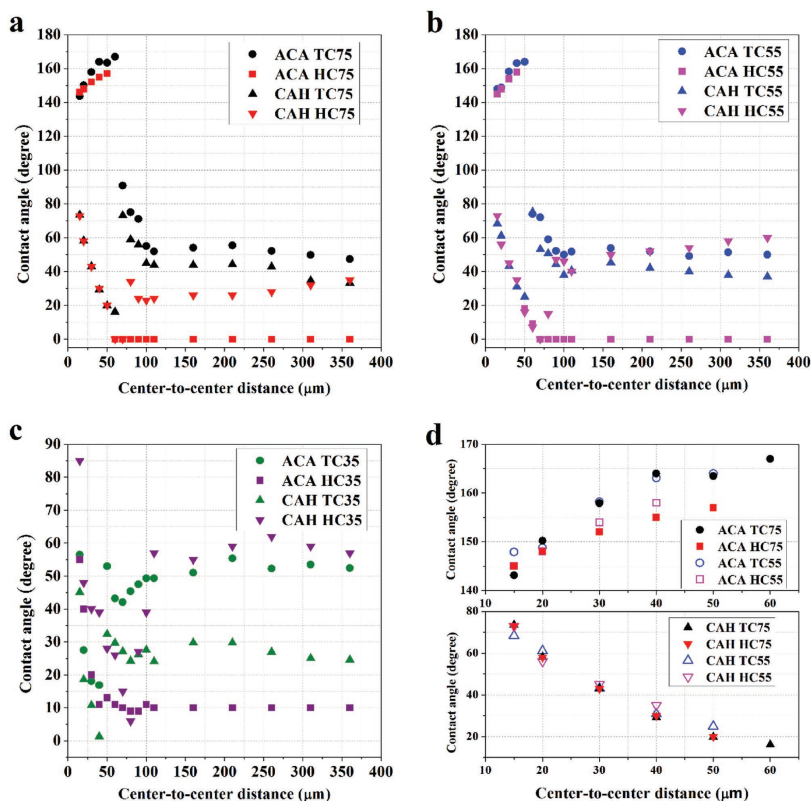 a
180
160
140
120
100
80
60
40
20
0
0 50 100 150 200 250 300 350 400
Contact angle (degree)
Center-to-center distance (μm)
ACA TC75
ACA HC75
CAH TC75
CAH HC75
b
180
160
140
120
100
80
60
40
20
0
0 50 100 150 200 250 300 350 400
Contact angle (degree)
Center-to-center distance (μm)
ACA TC55
ACA HC55
CAH TC55
CAH HC55
c
90
80
70
60
50
40
30
20
10
0
0 50 100 150 200 250 300 350 400
Contact angle (degree)
Center-to-center distance (μm)
ACA TC35
ACA HC35
CAH TC35
CAH HC35
d
170
160
150
140
10 20 30 40 50 60
Contact angle (degree)
ACA TC75
ACA HC75
ACA TC55
ACA HC55
80
60
40
20
10 20 30 40 50 60
Contact angle (degree)
Center-to-center distance (μm)
CAH TC75
CAH HC75
CAH TC55
CAH HC55